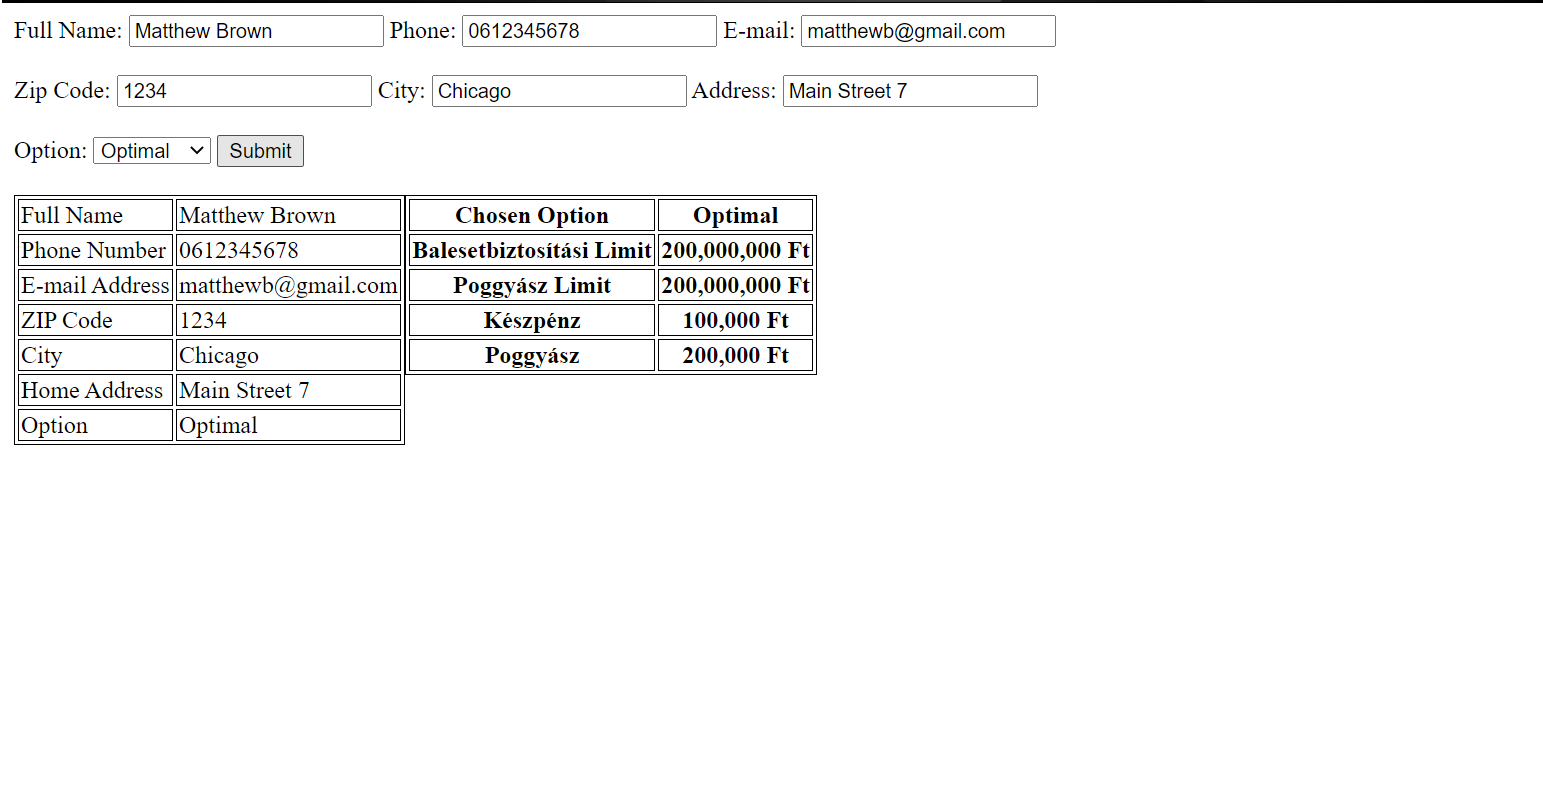 Full Name: Matthew Brown Phone: 0612345678 E-mail: matthewb@gmail.com
Zip Code: 1234 City: Chicago Address: Main Street 7
Option: Optimal Submit
Full Name Matthew Brown Chosen Option Optimal
Phone Number 0612345678 Balesetbiztosítási Limit 200,000,000 Ft
E-mail Address matthewb@gmail.com Poggyász Limit 200,000,000 Ft
ZIP Code 1234 Készpénz 100,000 Ft
City Chicago Poggyász 200,000 Ft
Home Address Main Street 7
Option Optimal